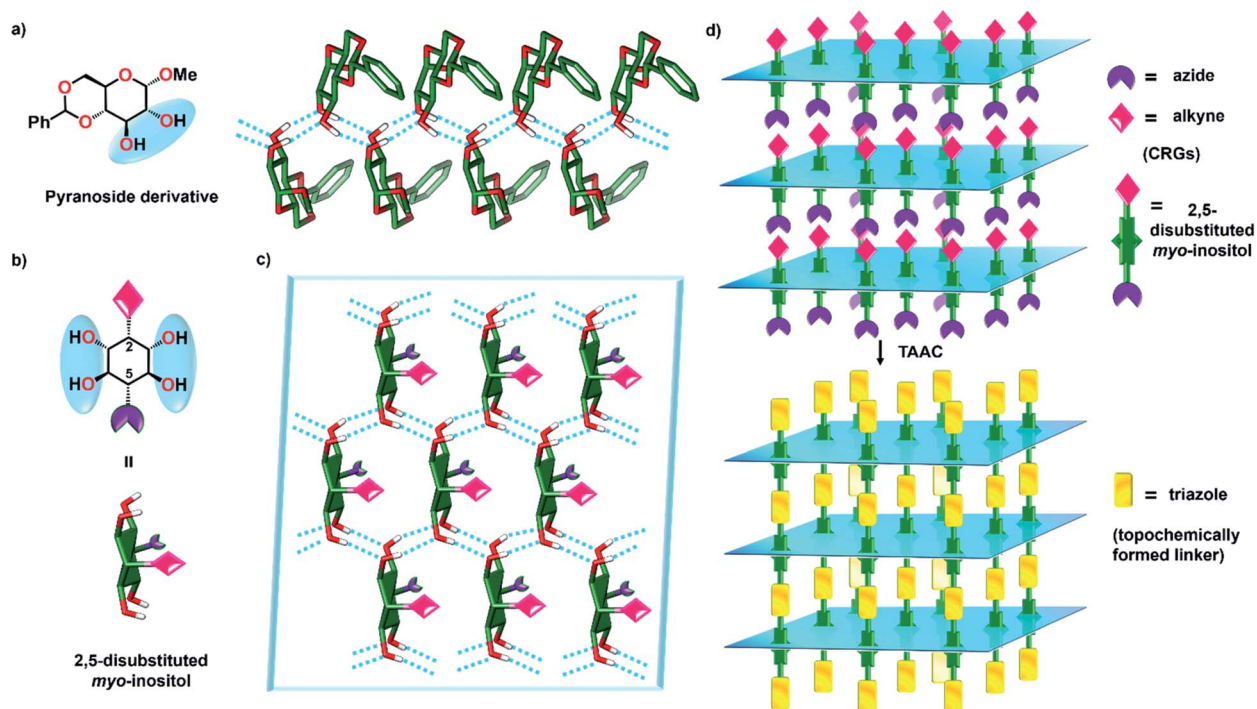 a)
O
O
OMe
Ph
O
OH
OH
Pyranoside derivative
b)
HO
OH
2
5
HO
OH
=
2,5-disubstituted
myo-inositol
c)
d)
= azide
= alkyne
(CRGs)
= 2,5-
disubstituted
myo-inositol
TAAC
= triazole
(topochemically
formed linker)